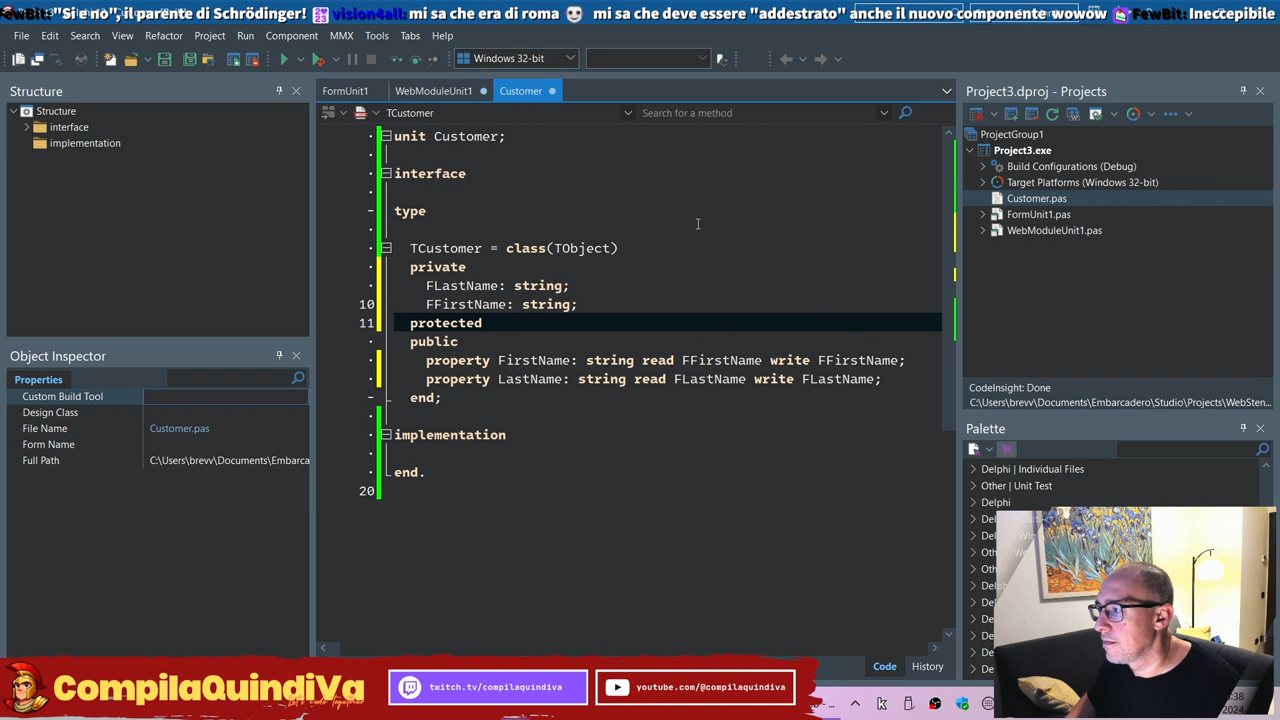 "Sì e no", il parente di Schrödinger! vision4all: mi sa che era di roma mi sa che deve essere "addestrato" anche il nuovo componente wowow FewBit: Ineccepibile
File Edit Search View Refactor Project Run Component MMX Tools Tabs Help
Windows 32-bit
Structure
Structure
interface
implementation
Object Inspector
Properties
Custom Build Tool
Design Class
File Name Customer.pas
Form Name
Full Path C:\Users\brevv\Documents\Embarca
FormUnit1 WebModuleUnit1 Customer
TCustomer Search for a method
unit Customer;
interface
type
TCustomer = class(TObject)
private
FLastName: string;
10 FFirstName: string;
11 protected
public
property FirstName: string read FFirstName write FFirstName;
property LastName: string read FLastName write FLastName;
end;
implementation
end.
20
Code History
Project3.dproj - Projects
ProjectGroup1
Project3.exe
Build Configurations (Debug)
Target Platforms (Windows 32-bit)
Customer.pas
FormUnit1.pas
WebModuleUnit1.pas
CodeInsight: Done
C:\Users\brevv\Documents\Embarcadero\Studio\Projects\WebSten...
Palette
Delphi | Individual Files
Other | Unit Test
Delphi
CompilaQuindiVa
Let's code Together
twitch.tv/compilaquindiva
youtube.com/@compilaquindiva